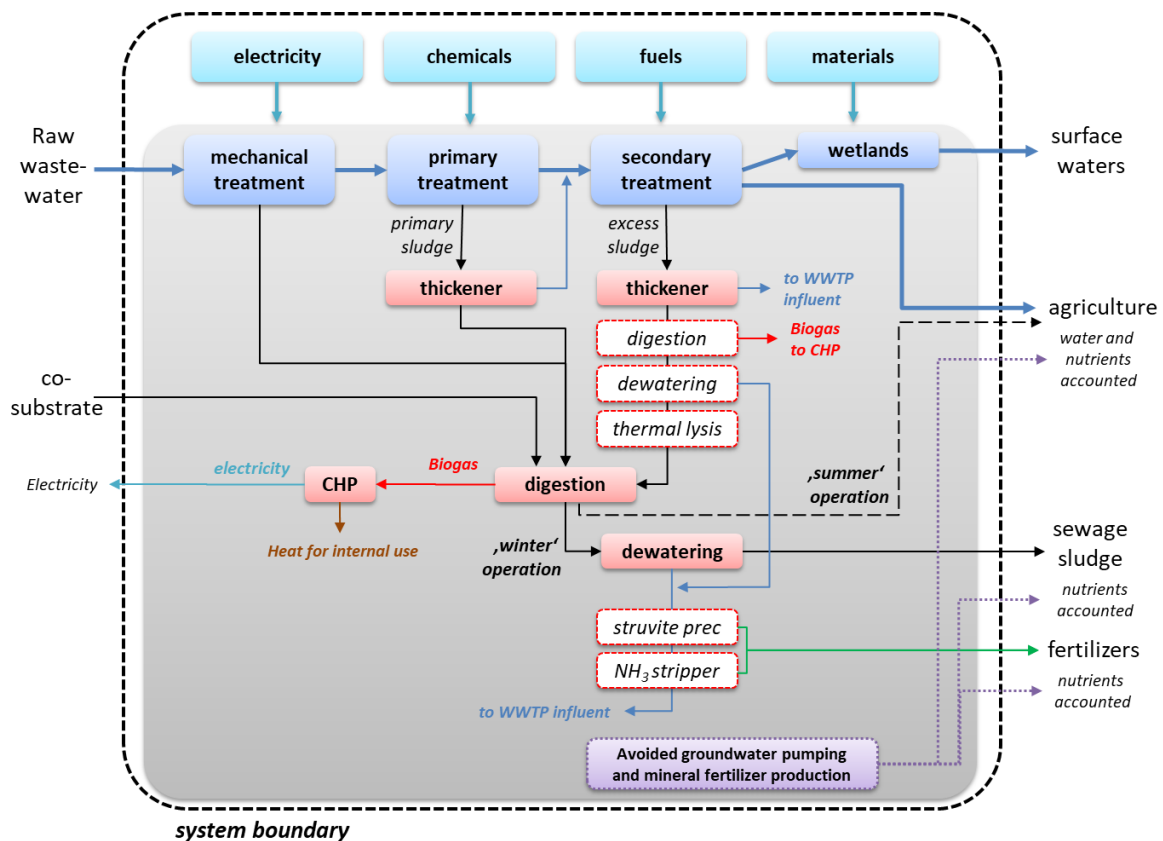 electricity
chemicals
fuels
materials
Raw
waste-
water
mechanical
treatment
primary
treatment
secondary
treatment
wetlands
surface
waters
primary
sludge
excess
sludge
thickener
thickener
to WWTP
influent
agriculture
water and
nutrients
accounted
digestion
Biogas
to CHP
dewatering
thermal lysis
co-
substrate
Electricity
electricity
CHP
Biogas
digestion
‚summer‘
operation
Heat for internal use
‚winter‘
operation
dewatering
sewage
sludge
nutrients
accounted
struvite prec
NH3 stripper
fertilizers
nutrients
accounted
to WWTP influent
Avoided groundwater pumping
and mineral fertilizer production
system boundary